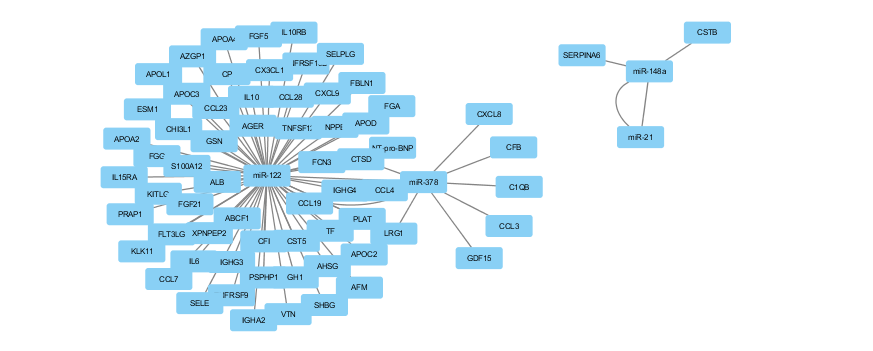 IL10RB
FGF5
APOA4
CSTB
SELPLG
SERPINA6
AZGP1
IFRSF1
CX3CL1
miR-148a
APOL1
CP
FBLN1
APOC3
CXCL9
IL10
CCL28
FGA
ESM1
CCL23
CXCL8
APOD
CHI3L1
AGER
TNFSF1
NPPB
miR-21
APOA2
GSN
CFB
NT-pro-BNP
FGG
CTSD
FCN3
S100A12
miR-122
IL15RA
ALB
miR-378
C1QB
KITLG
IGHG4
CCL4
FGF21
CCL19
PRAP1
ABCF1
PLAT
CCL3
FLT3LG
XPNPEP2
TF
LRG1
CFI
CST5
KLK11
APOC2
GDF15
IL6
IGHG3
AHSG
CCL7
PSPHP1
GH1
AFM
IFRSF9
SELE
SHBG
VTN
IGHA2